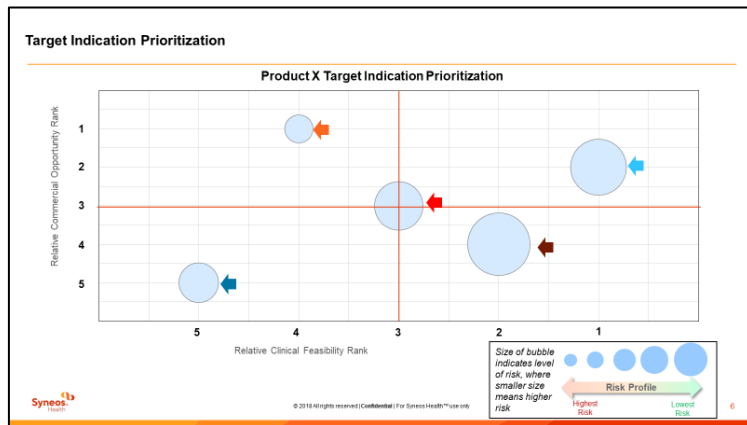 Target Indication Prioritization
Product X Target Indication Prioritization
Relative Commercial Opportunity Rank
1
2
3
4
5
5
4
3
2
1
Relative Clinical Feasibility Rank
Size of bubble
indicates level
of risk, where
smaller size
means higher
risk
Risk Profile
Highest
Risk
Lowest
Risk
Syneos
Health
© 2018 All rights reserved | Confidential | For Syneos Health™ use only
6